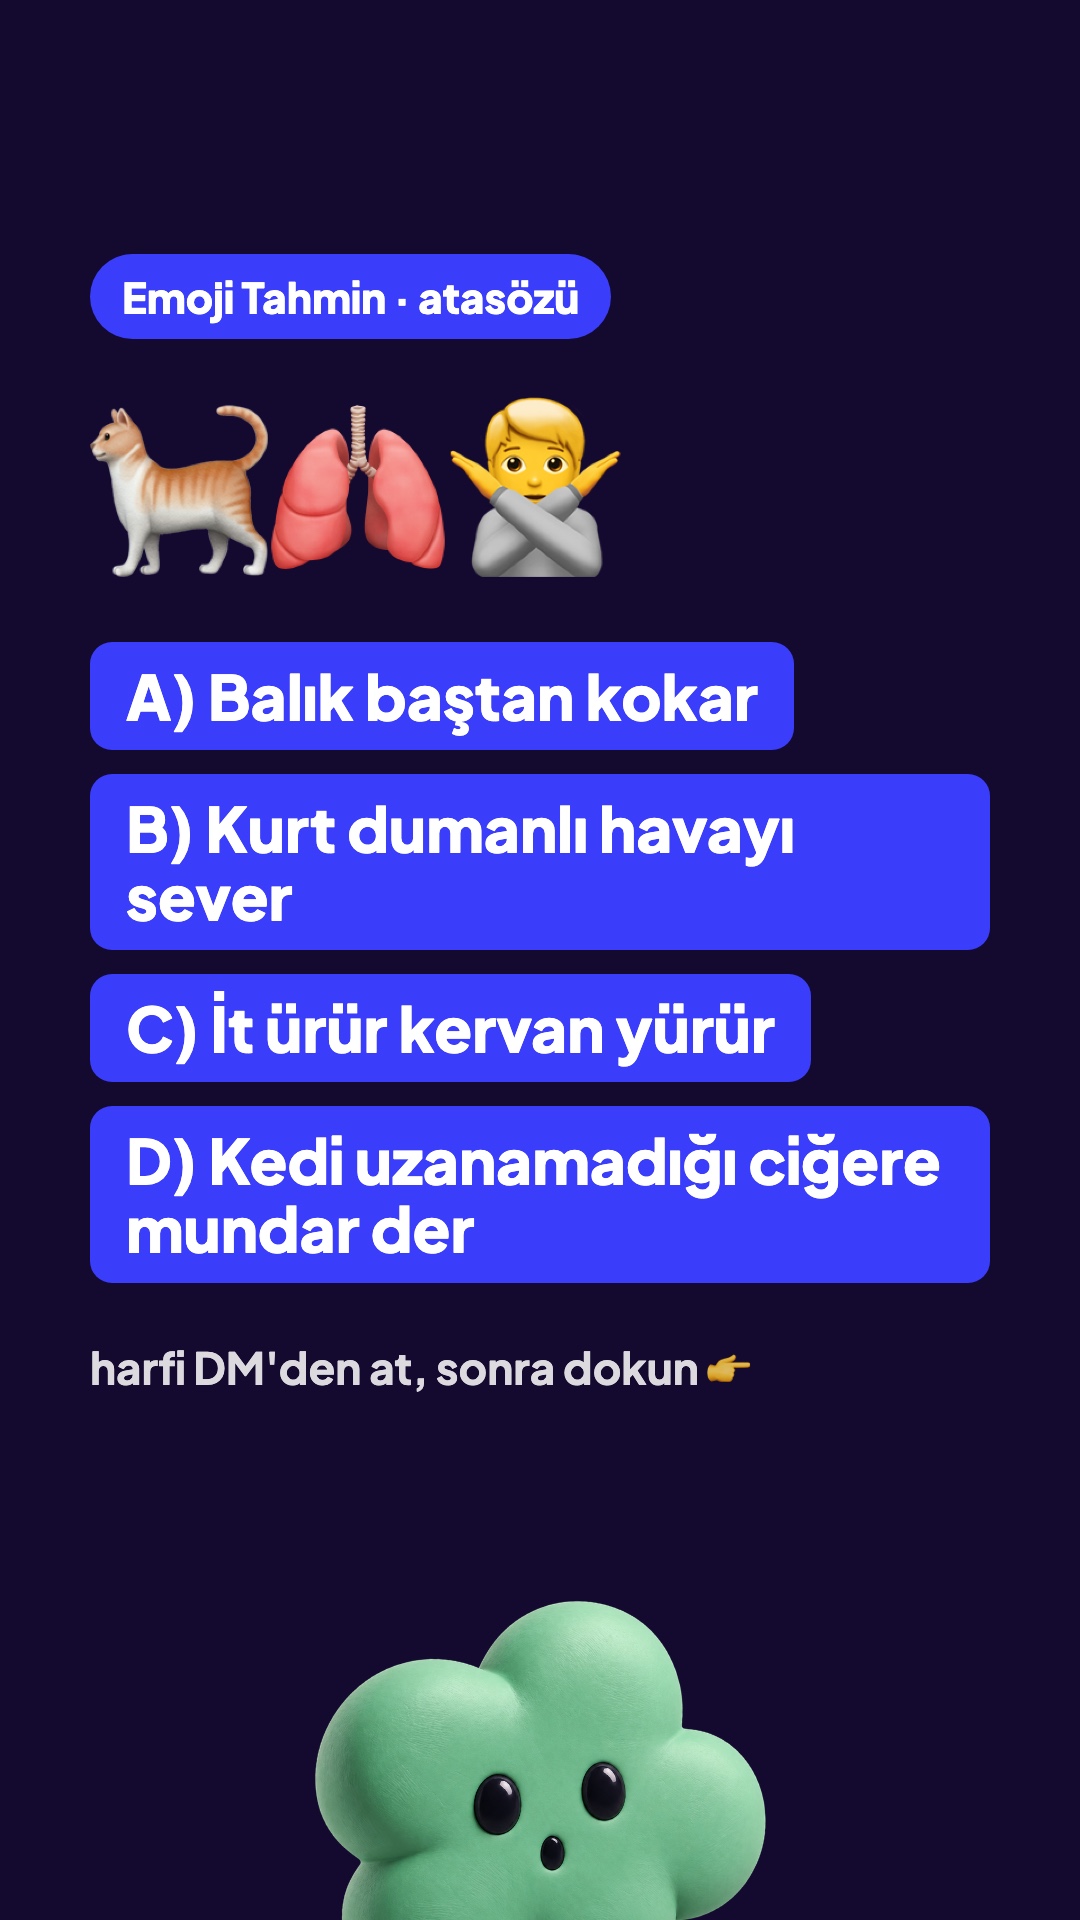 Emoji Tahmin · atasözü
A) Balık baştan kokar
B) Kurt dumanlı havayı
sever
C) İt ürür kervan yürür
D) Kedi uzanamadığı ciğere
mundar der
harfi DM'den at, sonra dokun 👉